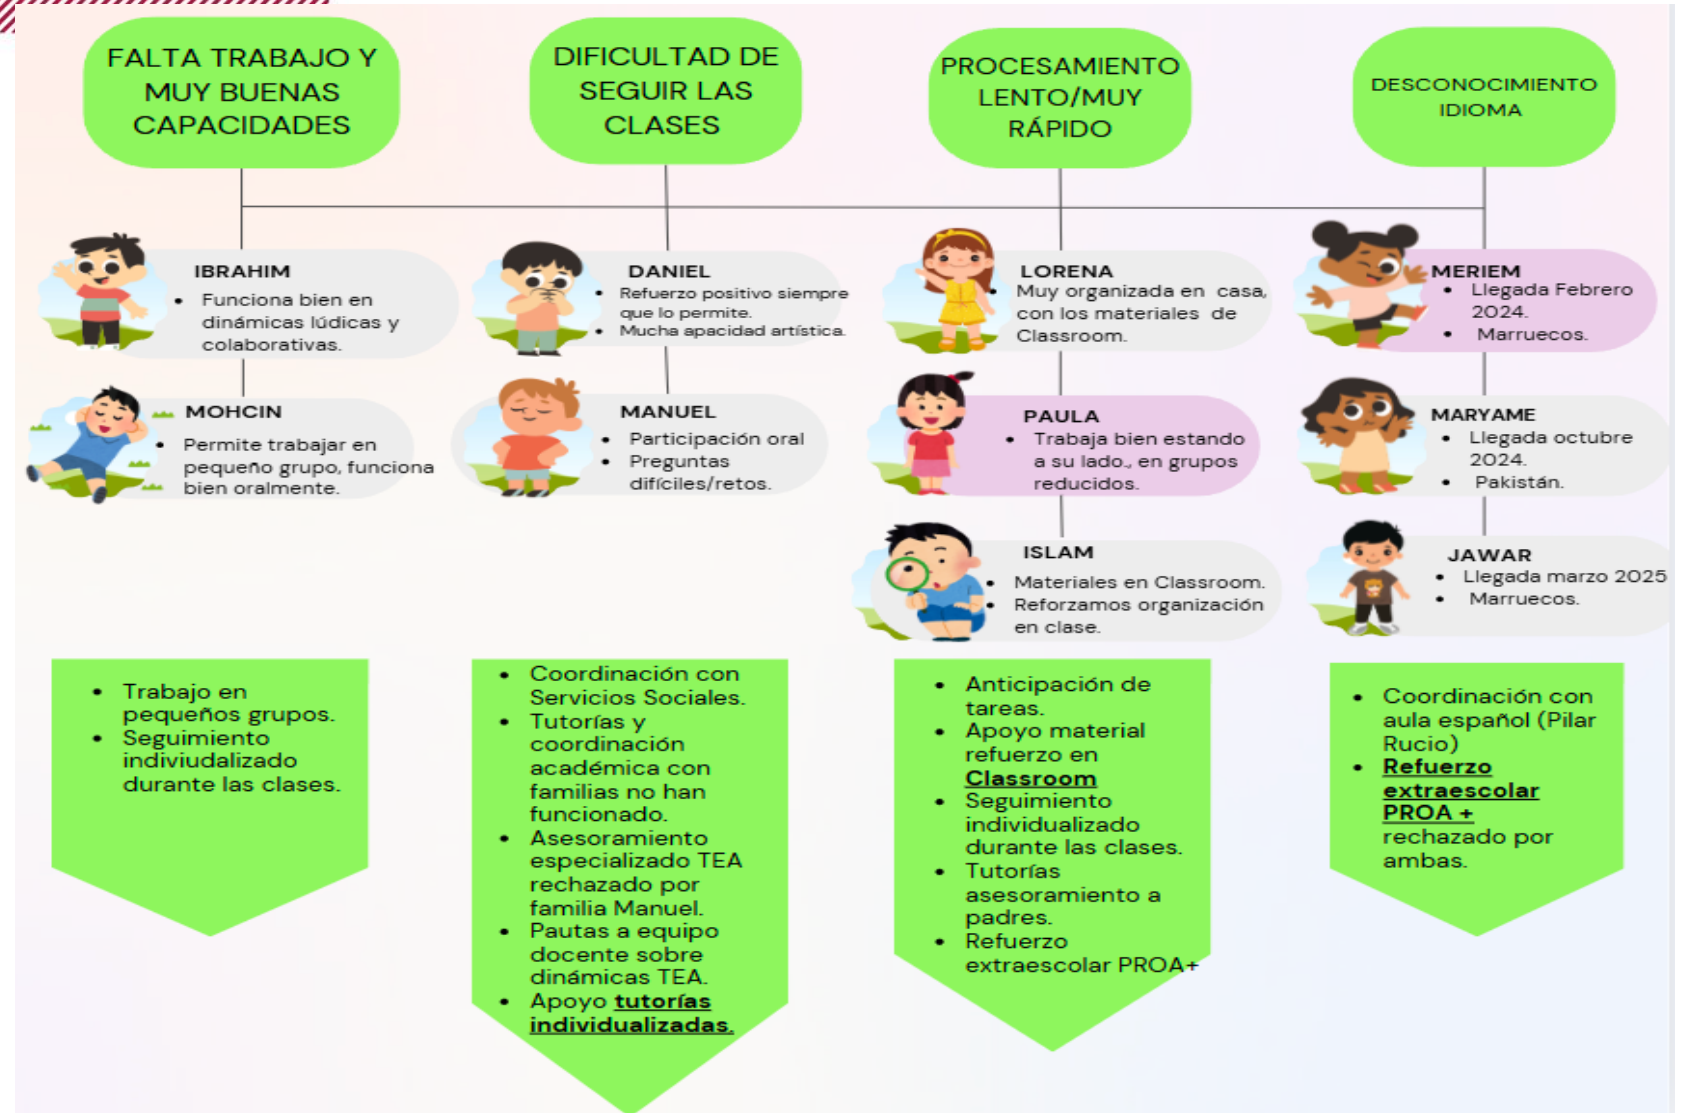 FALTA TRABAJO Y
MUY BUENAS
CAPACIDADES
DIFICULTAD DE
SEGUIR LAS
CLASES
PROCESAMIENTO
LENTO/MUY
RÁPIDO
DESCONOCIMIENTO
IDIOMA
IBRAHIM
• Funciona bien en
dinámicas lúdicas y
colaborativas.
MOHCIN
• Permite trabajar en
pequeño grupo, funciona
bien oralmente.
DANIEL
• Refuerzo positivo siempre
que lo permite.
• Mucha apacidad artística.
MANUEL
• Participación oral
• Preguntas
difíciles/retos.
LORENA
• Muy organizada en casa,
con los materiales de
Classroom.
PAULA
• Trabaja bien estando
a su lado., en grupos
reducidos.
ISLAM
• Materiales en Classroom.
• Reforzamos organización
en clase.
MERIEM
• Llegada Febrero
2024.
• Marruecos.
MARYAME
• Llegada octubre
2024.
• Pakistán.
JAWAR
• Llegada marzo 2025
• Marruecos.
• Trabajo en
pequeños grupos.
• Seguimiento
indiviudalizado
durante las clases.
• Coordinación con
Servicios Sociales.
• Tutorías y
coordinación
académica con
familias no han
funcionado.
• Asesoramiento
especializado TEA
rechazado por
familia Manuel.
• Pautas a equipo
docente sobre
dinámicas TEA.
• Apoyo tutorías
individualizadas.
• Anticipación de
tareas.
• Apoyo material
refuerzo en
Classroom
• Seguimiento
individualizado
durante las clases.
• Tutorías
asesoramiento a
padres.
• Refuerzo
extraescolar PROA+
• Coordinación con
aula español (Pilar
Rucio)
• Refuerzo
extraescolar
PROA +
rechazado por
ambas.